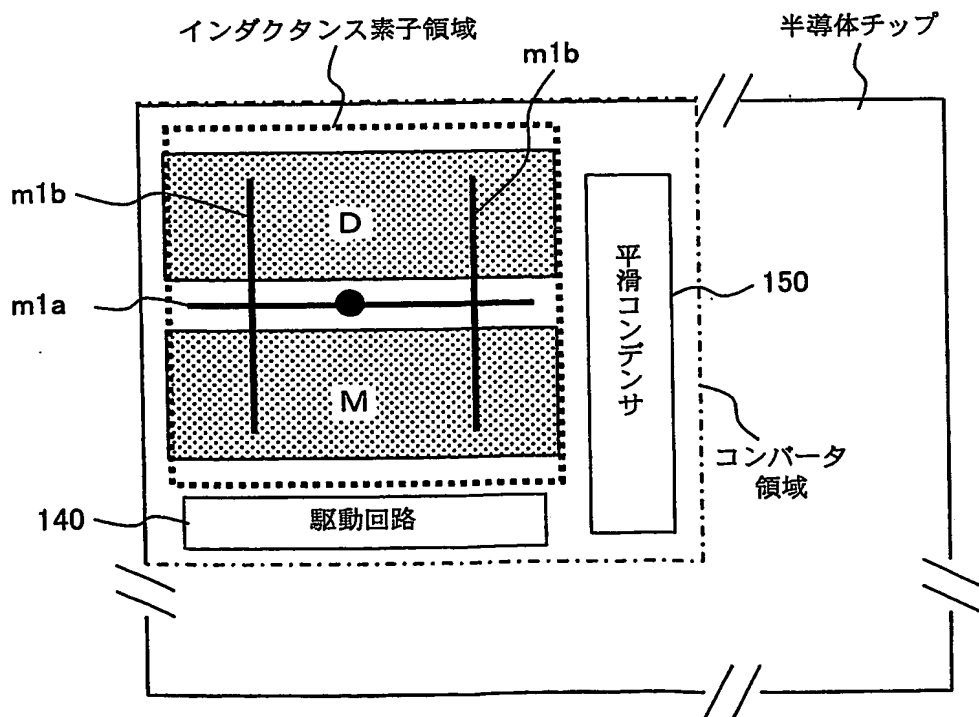 インダクタンス素子領域
半導体チップ
m1b
m1b
D
m1a
M
平滑コンデンサ
150
コンバータ
領域
140
駆動回路